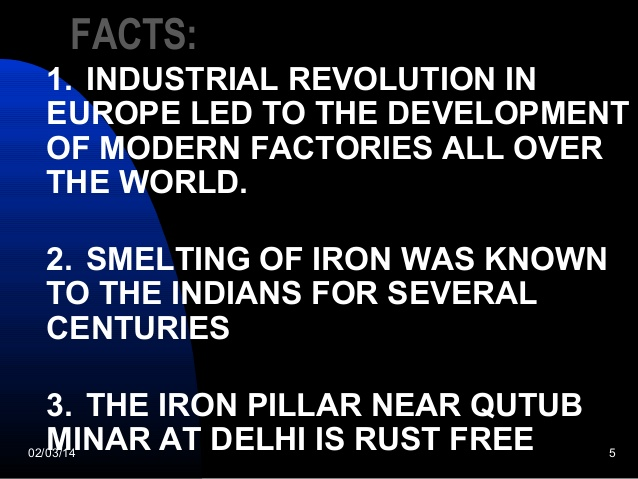 FACTS:
1. INDUSTRIAL REVOLUTION IN
EUROPE LED TO THE DEVELOPMENT
OF MODERN FACTORIES ALL OVER
THE WORLD.
2. SMELTING OF IRON WAS KNOWN
TO THE INDIANS FOR SEVERAL
CENTURIES
3. THE IRON PILLAR NEAR QUTUB
MINAR AT DELHI IS RUST FREE
02/03/14
5